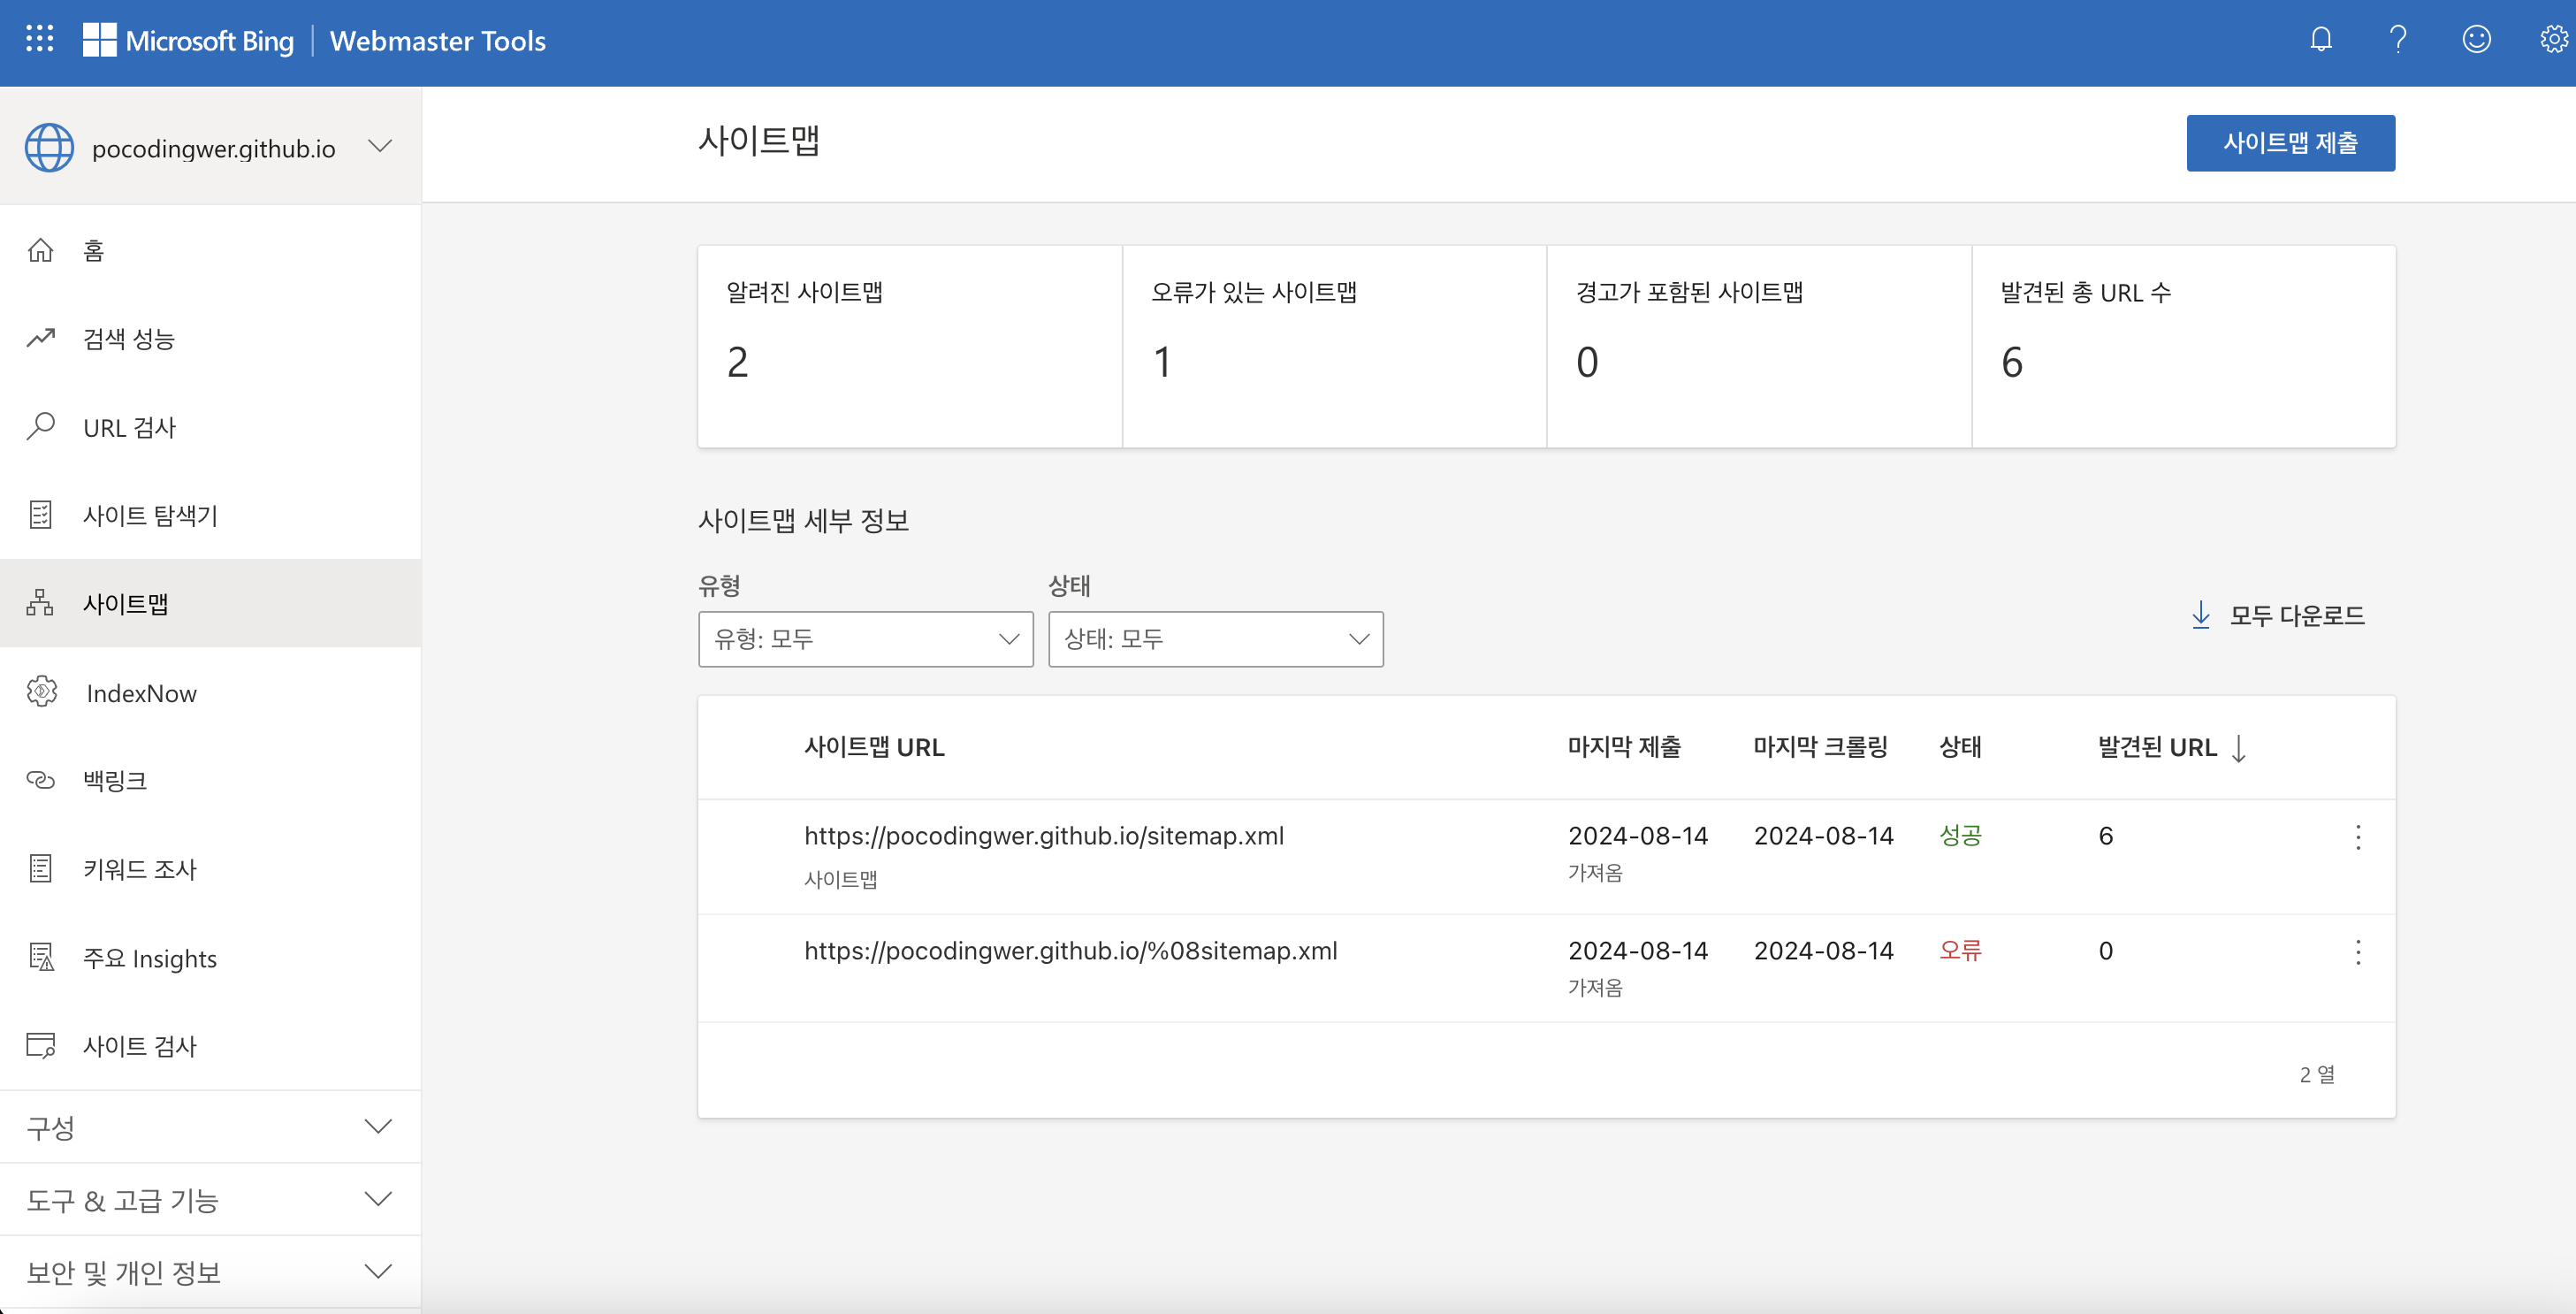 Microsoft Bing | Webmaster Tools
pocodingwer.github.io
홈
검색 성능
URL 검사
사이트 탐색기
사이트맵
IndexNow
백링크
키워드 조사
주요 Insights
사이트 검사
구성
도구 & 고급 기능
보안 및 개인 정보
사이트맵
사이트맵 제출
알려진 사이트맵
2
오류가 있는 사이트맵
1
경고가 포함된 사이트맵
0
발견된 총 URL 수
6
사이트맵 세부 정보
유형
유형: 모두
상태
상태: 모두
모두 다운로드
사이트맵 URL 마지막 제출 마지막 크롤링 상태 발견된 URL
https://pocodingwer.github.io/sitemap.xml 2024-08-14 2024-08-14 성공 6
사이트맵 가져옴
https://pocodingwer.github.io/%08sitemap.xml 2024-08-14 2024-08-14 오류 0
가져옴
2 열